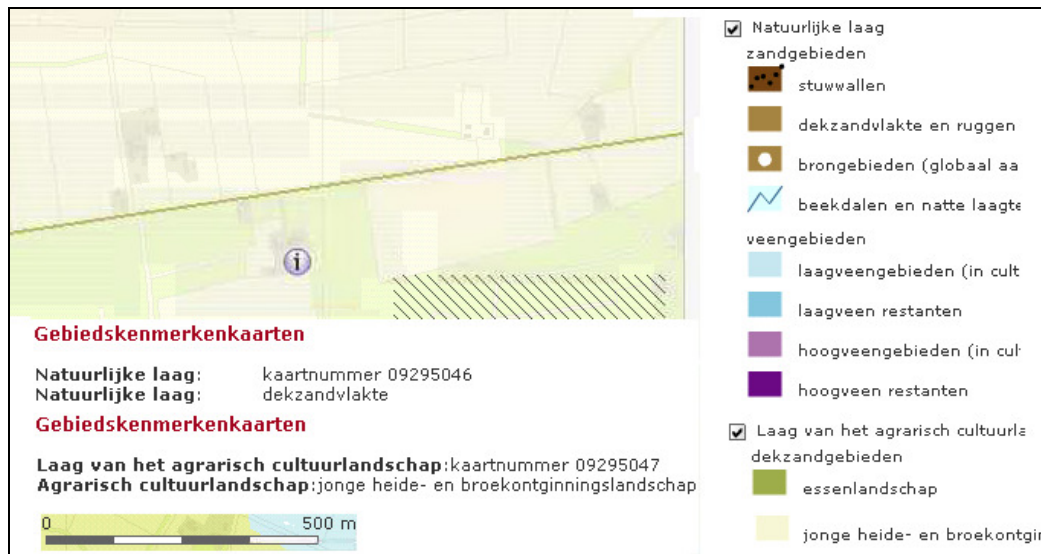 Natuurlijke laag
zandgebieden
stuwwallen
dekzandvlakte en ruggen
brongebieden (globaal aa
beekdalen en natte laagte
veengebieden
laagveengebieden (in cult
laagveen restanten
hoogveengebieden (in cul
hoogveen restanten
Laag van het agrarisch cultuurla
dekzandgebieden
essenlandschap
jonge heide- en broekontgin
i
Gebiedskenmerkenkaarten
Natuurlijke laag: kaartnummer 09295046
Natuurlijke laag: dekzandvlakte
Gebiedskenmerkenkaarten
Laag van het agrarisch cultuurlandschap:kaartnummer 09295047
Agrarisch cultuurlandschap:jonge heide- en broekontginningslandschap
0 500 m